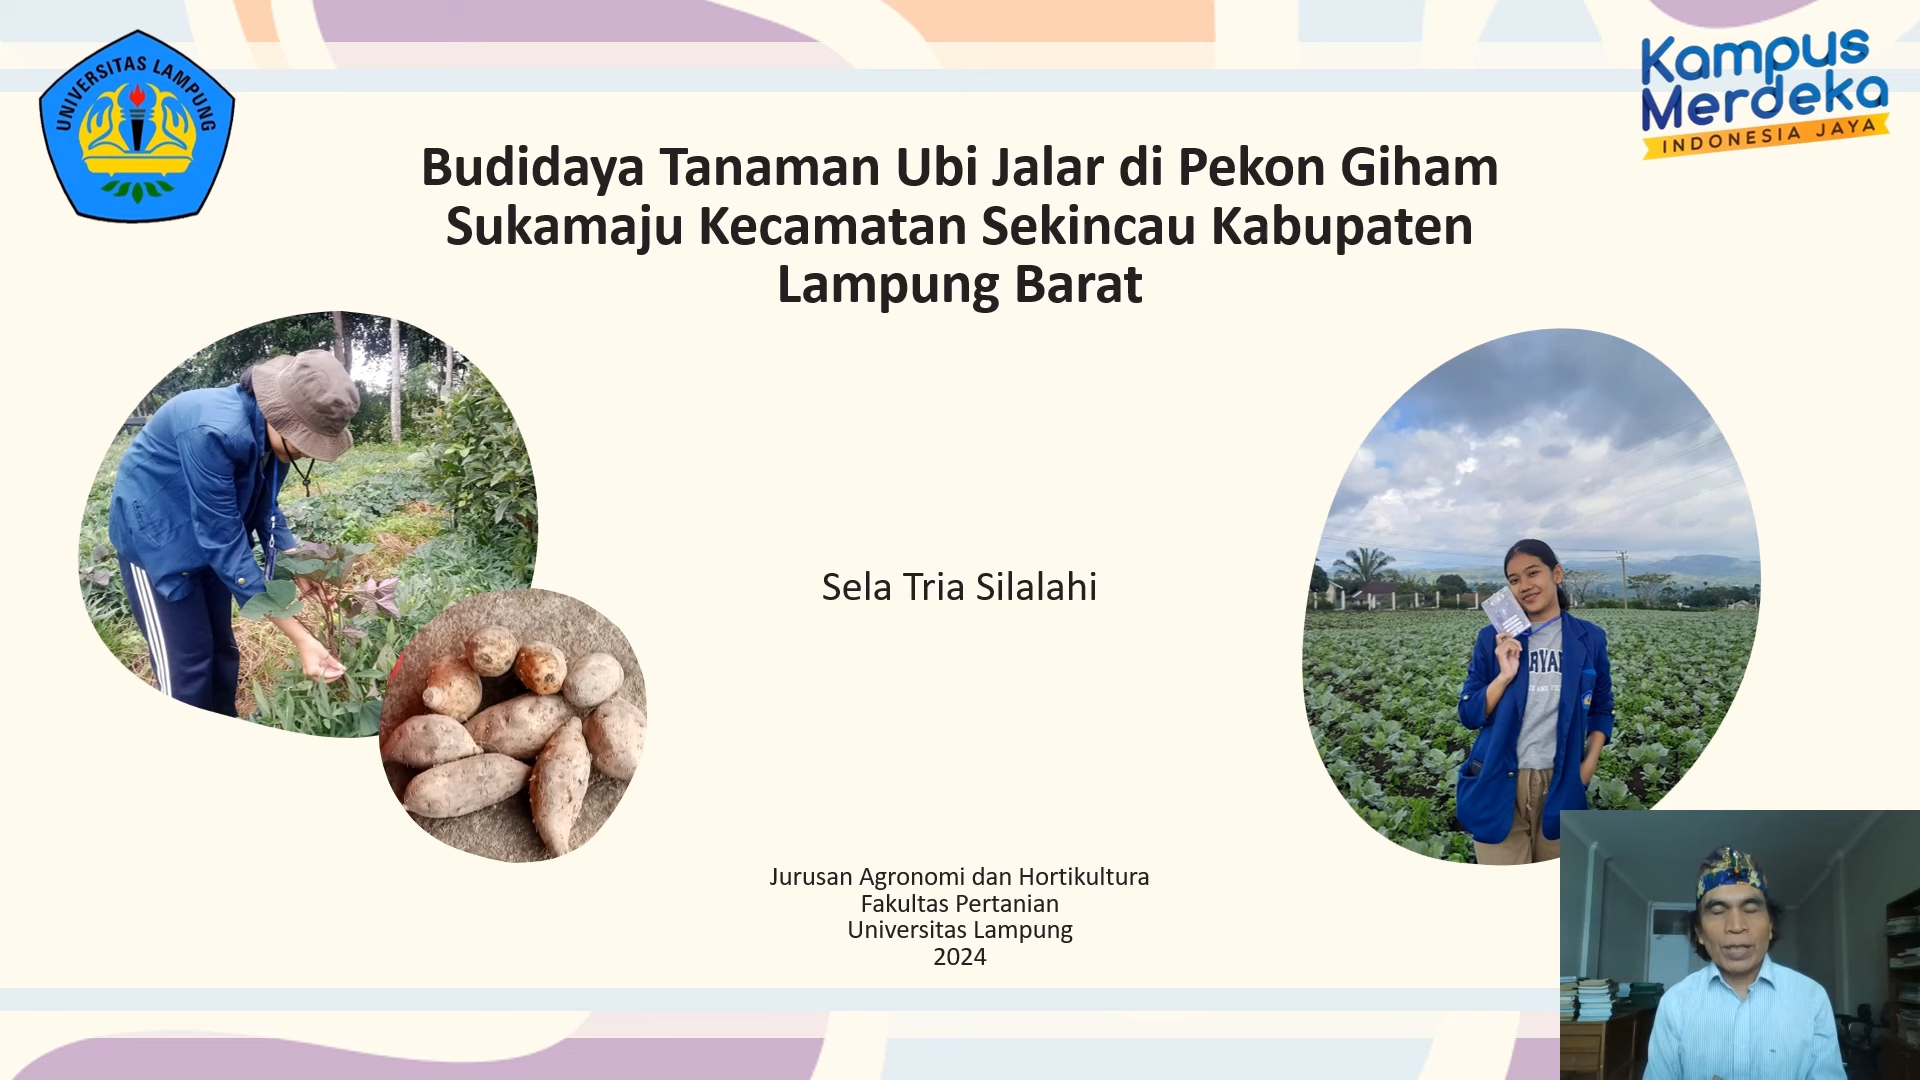 UNIVERSITAS LAMPUNG
Kampus
Merdeka
INDONESIA JAYA
Budidaya Tanaman Ubi Jalar di Pekon Giham
Sukamaju Kecamatan Sekincau Kabupaten
Lampung Barat
Sela Tria Silalahi
Jurusan Agronomi dan Hortikultura
Fakultas Pertanian
Universitas Lampung
2024